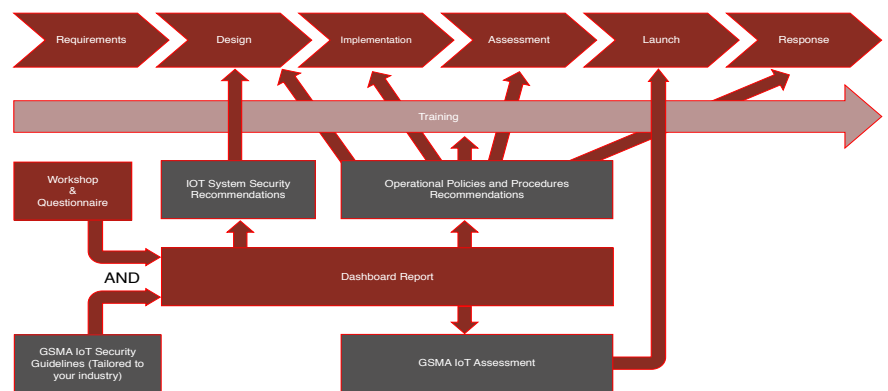 Requirements
Design
Implementation
Assessment
Launch
Response
Training
Workshop
&
Questionnaire
IOT System Security
Recommendations
Operational Policies and Procedures
Recommendations
AND
Dashboard Report
GSMA IoT Security
Guidelines (Tailored to
your industry)
GSMA IoT Assessment